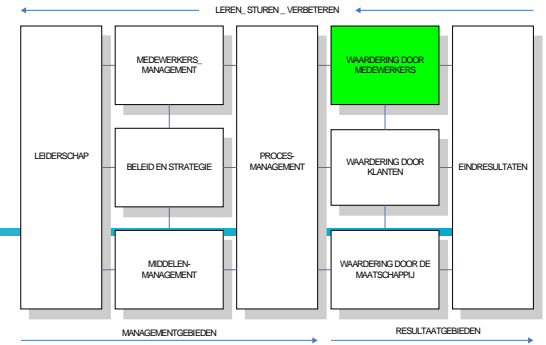 LEREN_ STUREN _ VERBETEREN
MEDEWERKERS_
MANAGEMENT
WAARDERING DOOR
MEDEWERKERS
LEIDERSCHAP
BELEID EN STRATEGIE
PROCES-
MANAGEMENT
WAARDERING DOOR
KLANTEN
EINDRESULTATEN
MIDDELEN-
MANAGEMENT
WAARDERING DOOR DE
MAATSCHAPPIJ
MANAGEMENTGEBIEDEN
RESULTAATGEBIEDEN